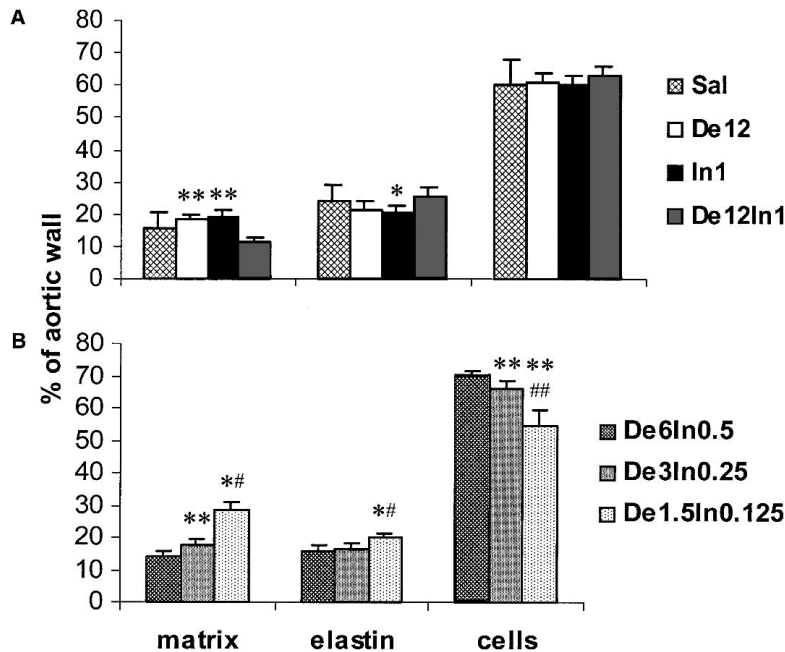 A
80
70
60
50
40
30
20
10
0
** **
*
Sal
De12
In1
De12In1
% of aortic wall
B
80
70
60
50
40
30
20
10
0
**
*#
*#
** **
##
De6In0.5
De3In0.25
De1.5In0.125
matrix elastin cells